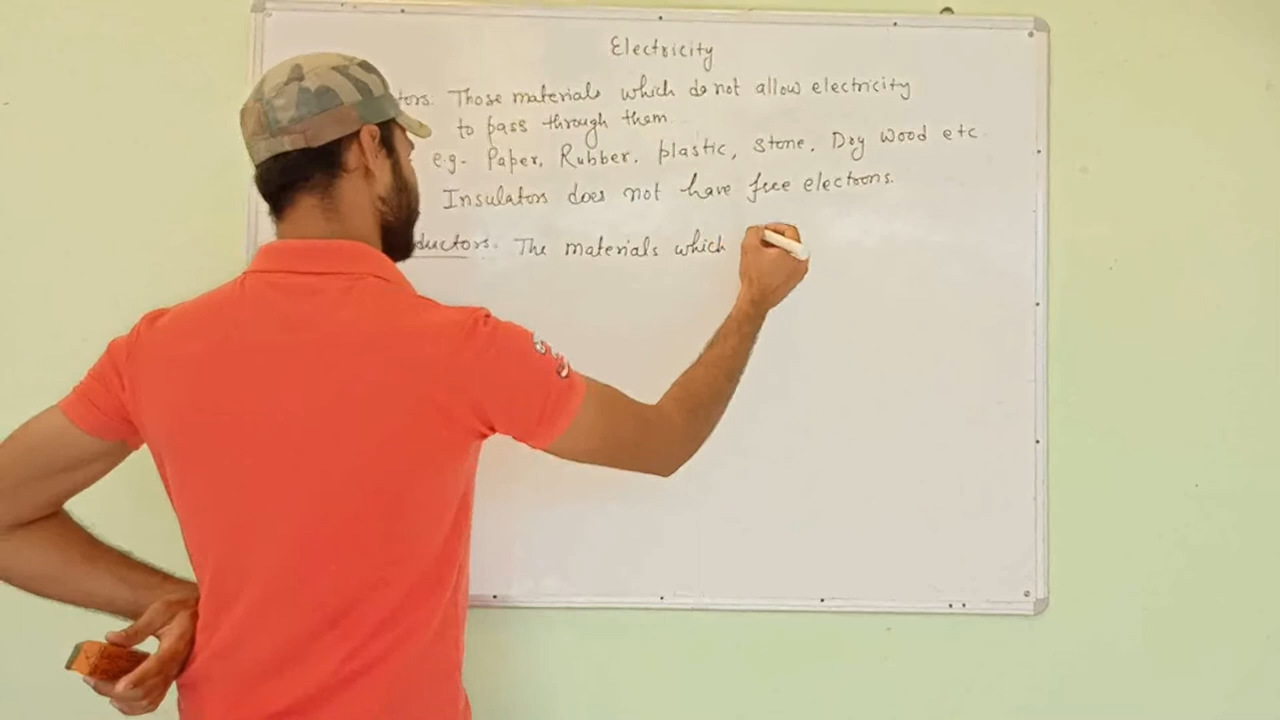 Electricity
tors: Those materials which do not allow electricity
to pass through them
e.g- Paper, Rubber, plastic, stone, Dry wood etc
Insulators does not have free electrons.
ductors. The materials which